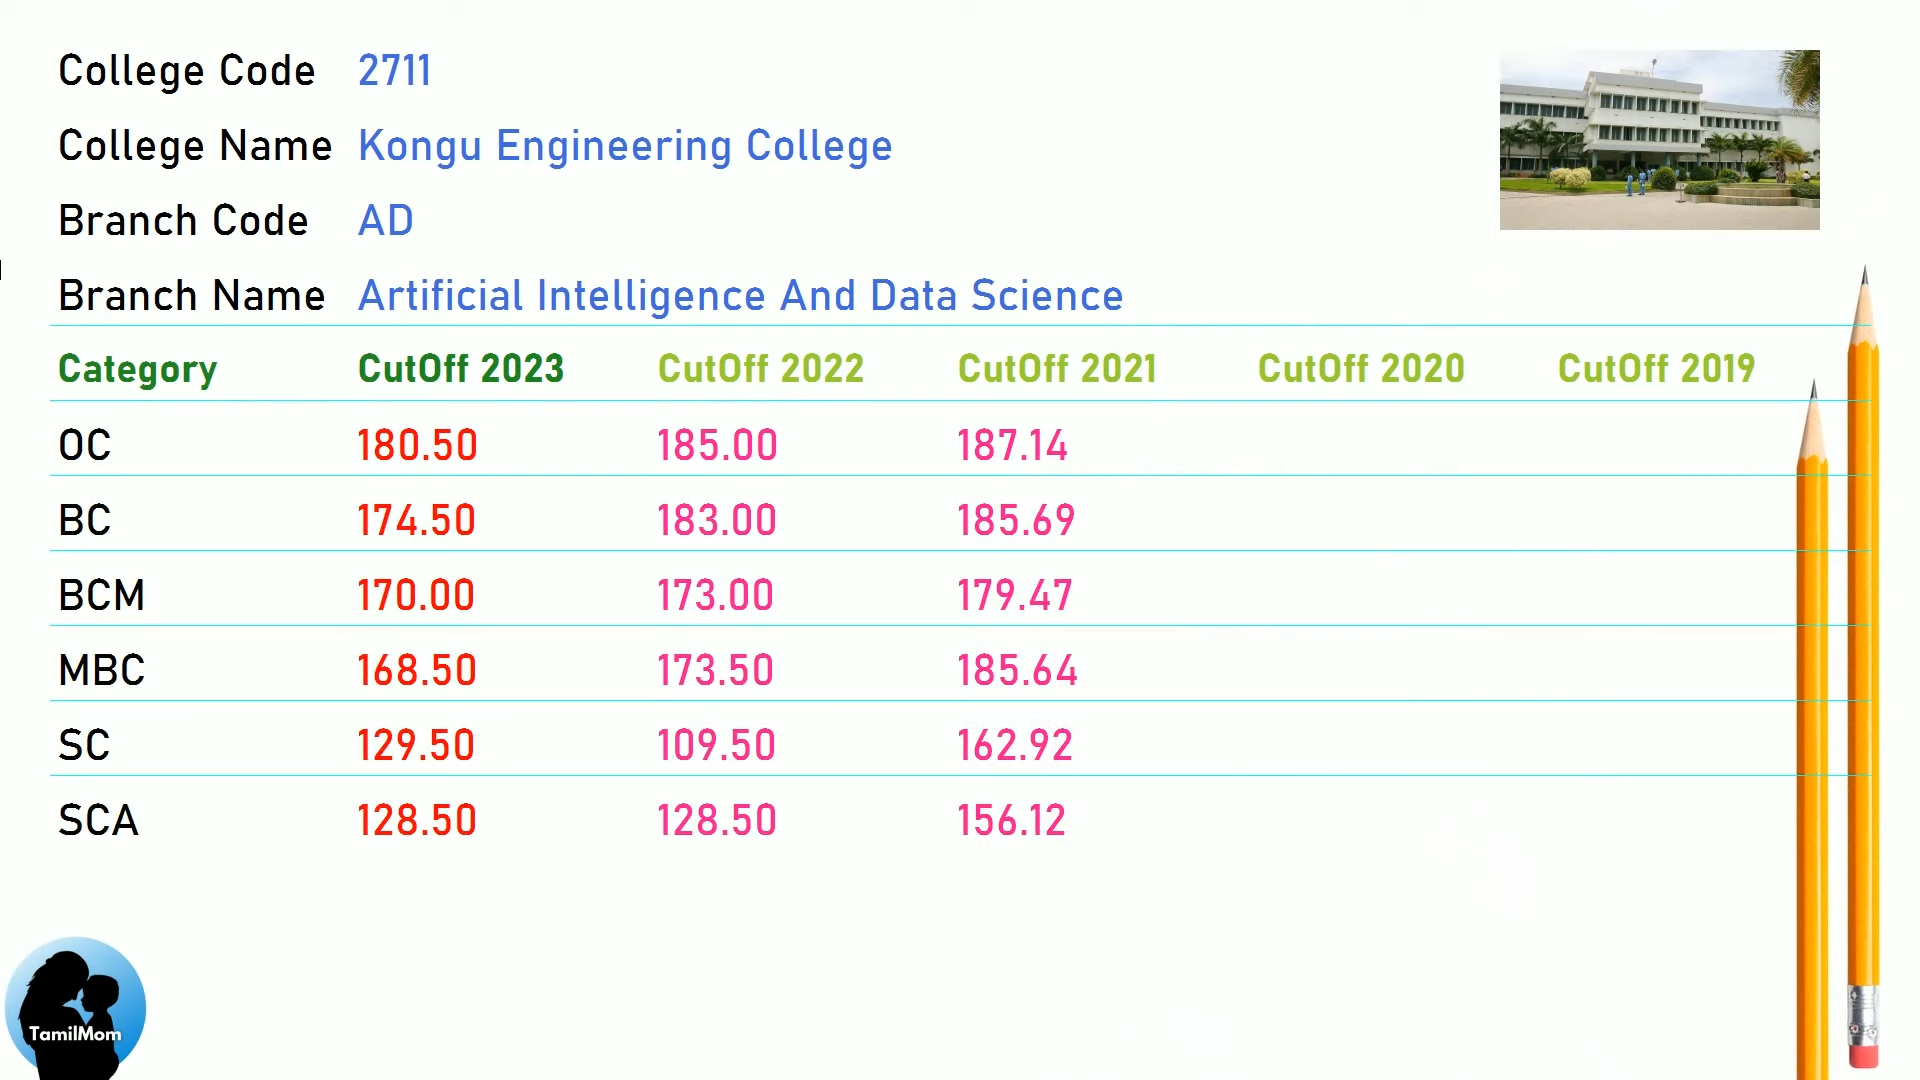 College Code 2711
College Name Kongu Engineering College
Branch Code AD
Branch Name Artificial Intelligence And Data Science
Category CutOff 2023 CutOff 2022 CutOff 2021 CutOff 2020 CutOff 2019
OC 180.50 185.00 187.14
BC 174.50 183.00 185.69
BCM 170.00 173.00 179.47
MBC 168.50 173.50 185.64
SC 129.50 109.50 162.92
SCA 128.50 128.50 156.12
TamilMom